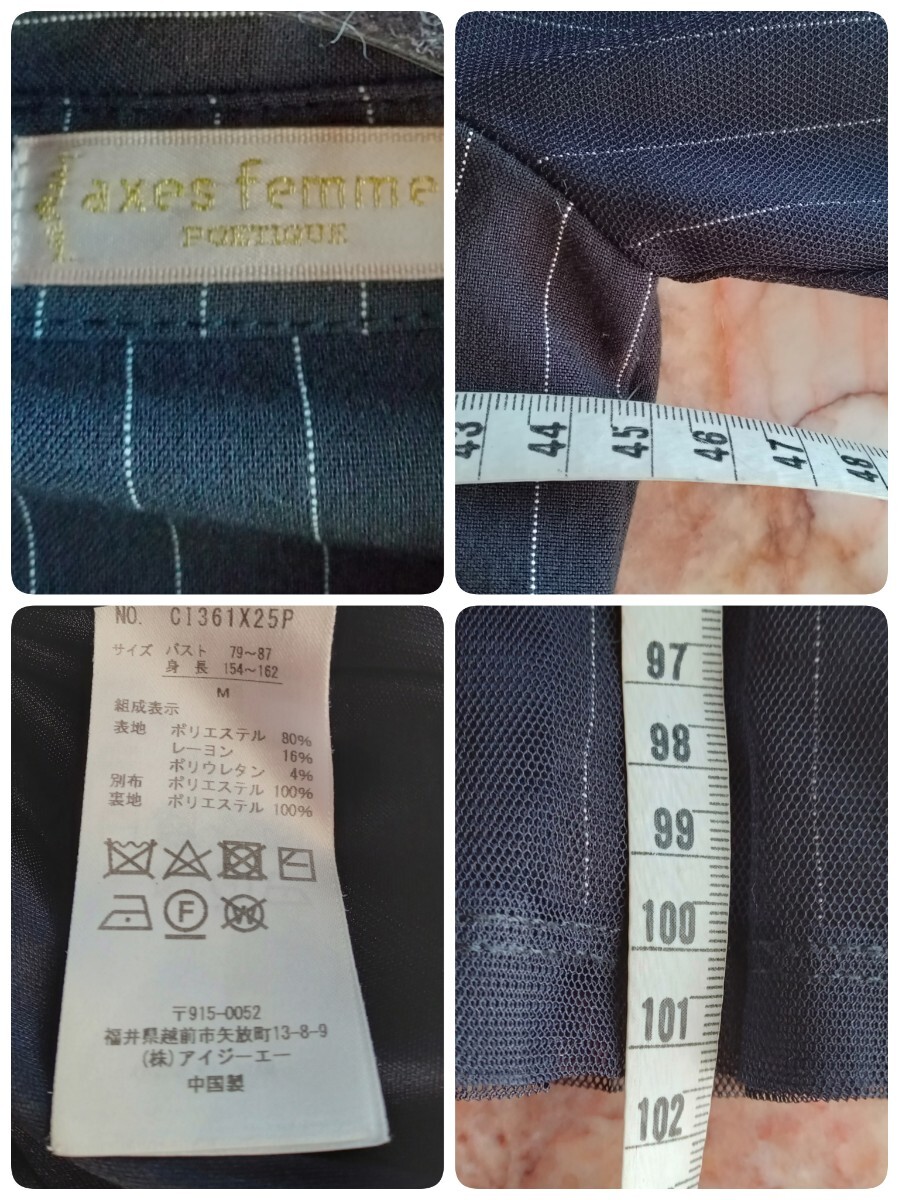 axes femme
POETIQUE
43 44 45 46 47 48
NO. CI361X25P
サイズ バスト 79～87
身長 154～162
M
組成表示
表地 ポリエステル 80%
レーヨン 16%
ポリウレタン 4%
別布 ポリエステル 100%
裏地 ポリエステル 100%
F W
〒915-0052
福井県越前市矢放町13-8-9
(株)アイジーエー
中国製
97
98
99
100
101
102